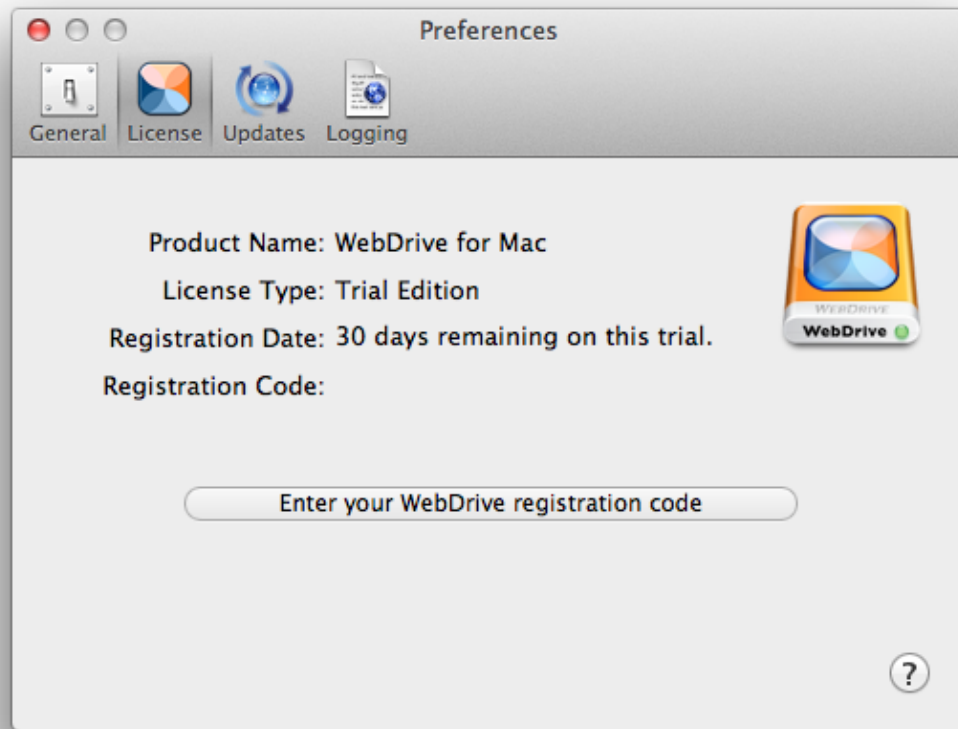 Preferences
General License Updates Logging
Product Name: WebDrive for Mac
License Type: Trial Edition
Registration Date: 30 days remaining on this trial.
Registration Code:
WEBDRIVE
WebDrive
Enter your WebDrive registration code
?